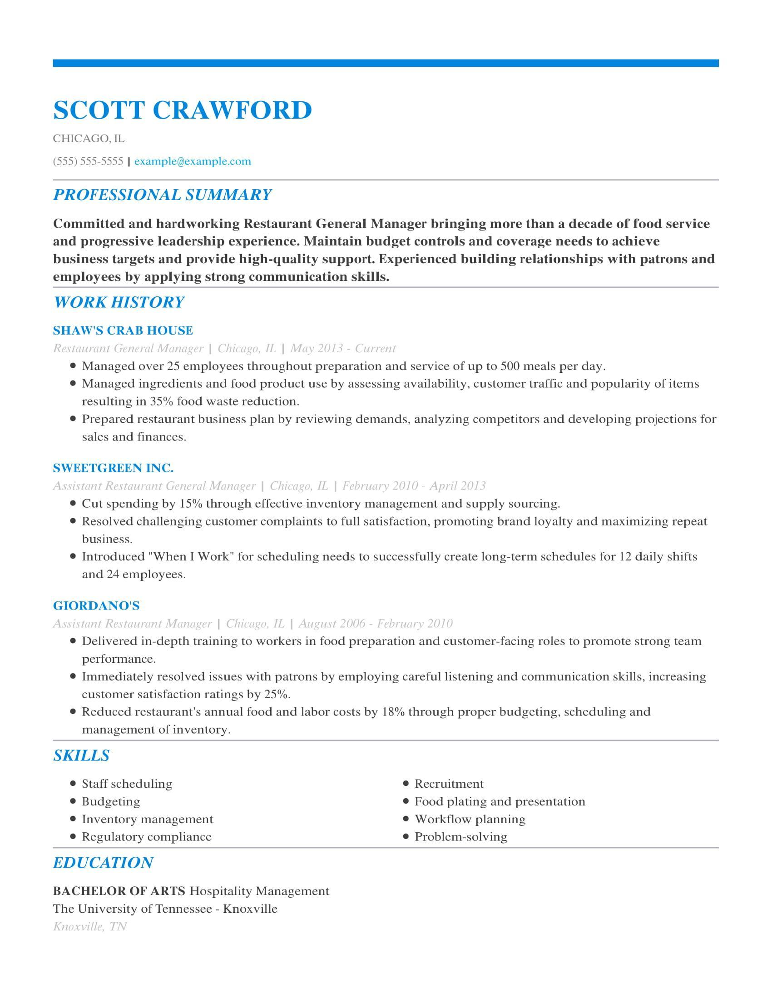 SCOTT CRAWFORD
CHICAGO, IL
(555) 555-5555 | example@example.com
PROFESSIONAL SUMMARY
Committed and hardworking Restaurant General Manager bringing more than a decade of food service
and progressive leadership experience. Maintain budget controls and coverage needs to achieve
business targets and provide high-quality support. Experienced building relationships with patrons and
employees by applying strong communication skills.
WORK HISTORY
SHAW'S CRAB HOUSE
Restaurant General Manager | Chicago, IL | May 2013 - Current
• Managed over 25 employees throughout preparation and service of up to 500 meals per day.
• Managed ingredients and food product use by assessing availability, customer traffic and popularity of items
resulting in 35% food waste reduction.
• Prepared restaurant business plan by reviewing demands, analyzing competitors and developing projections for
sales and finances.
SWEETGREEN INC.
Assistant Restaurant General Manager | Chicago, IL | February 2010 - April 2013
• Cut spending by 15% through effective inventory management and supply sourcing.
• Resolved challenging customer complaints to full satisfaction, promoting brand loyalty and maximizing repeat
business.
• Introduced "When I Work" for scheduling needs to successfully create long-term schedules for 12 daily shifts
and 24 employees.
GIORDANO'S
Assistant Restaurant Manager | Chicago, IL | August 2006 - February 2010
• Delivered in-depth training to workers in food preparation and customer-facing roles to promote strong team
performance.
• Immediately resolved issues with patrons by employing careful listening and communication skills, increasing
customer satisfaction ratings by 25%.
• Reduced restaurant's annual food and labor costs by 18% through proper budgeting, scheduling and
management of inventory.
SKILLS
• Staff scheduling
• Budgeting
• Inventory management
• Regulatory compliance
• Recruitment
• Food plating and presentation
• Workflow planning
• Problem-solving
EDUCATION
BACHELOR OF ARTS Hospitality Management
The University of Tennessee - Knoxville
Knoxville, TN